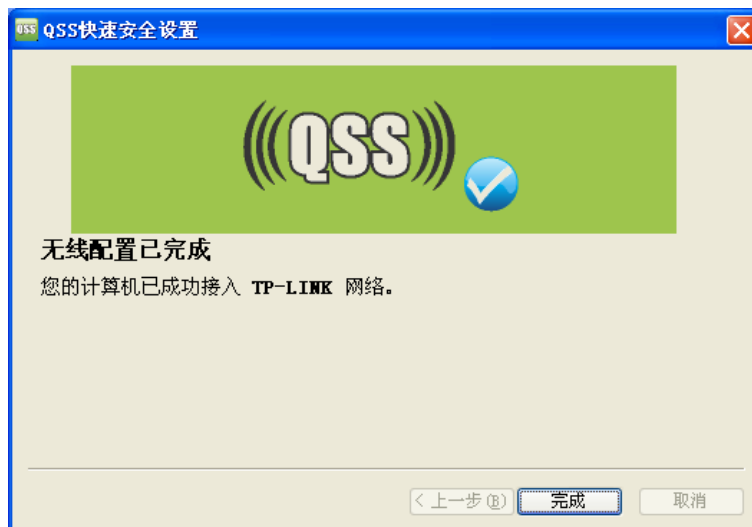 QSS QSS快速安全设置
(((QSS)))
无线配置已完成
您的计算机已成功接入 TP-LINK 网络。
< 上一步(B) 完成 取消